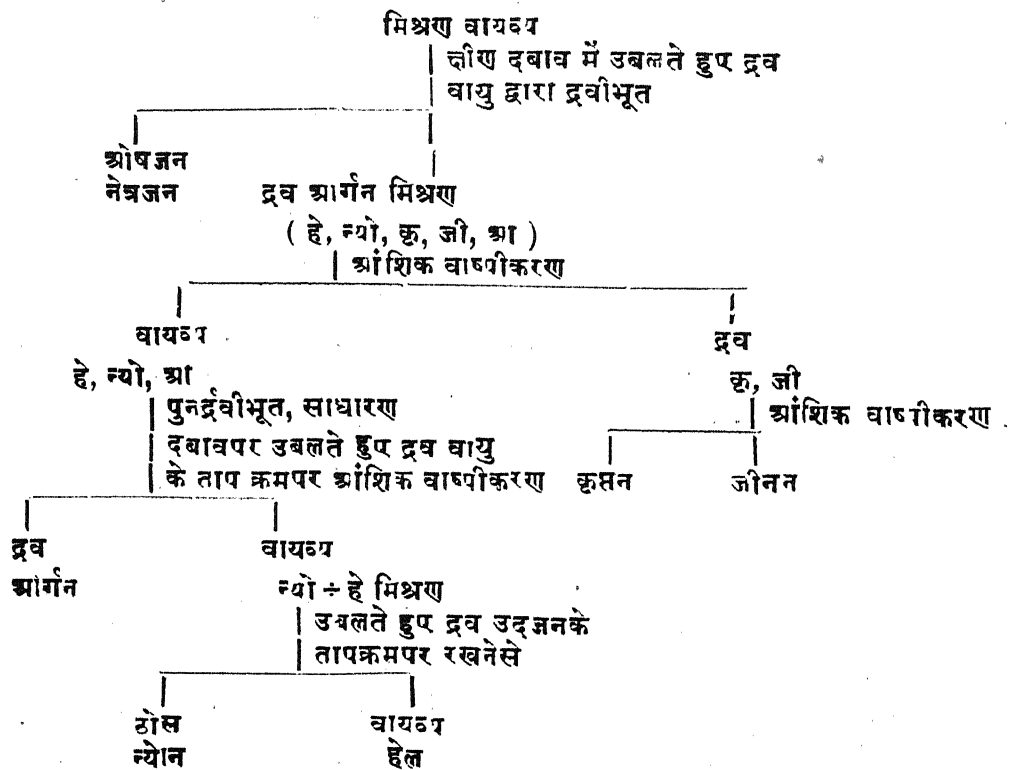 मिश्रण वायव्य
क्षीण दबाव में उबलते हुए द्रव
वायु द्वारा द्रवीभूत
ओषजन
नेत्रजन
द्रव आर्गन मिश्रण
( हे, न्यो, कृ, जी, आ )
आंशिक वाष्पीकरण
वायव्य
द्रव
हे, न्यो, आ
कृ, जी
पुनर्द्रवीभूत, साधारण
आंशिक वाष्पीकरण
दबावपर उबलते हुए द्रव वायु
के ताप क्रमपर आंशिक वाष्पीकरण
कृप्तन
जीनन
द्रव
वायव्य
आर्गन
न्यो ÷ हे मिश्रण
उबलते हुए द्रव उदजनके
तापक्रमपर रखनेसे
ठोस
वायव्य
न्योन
हेल